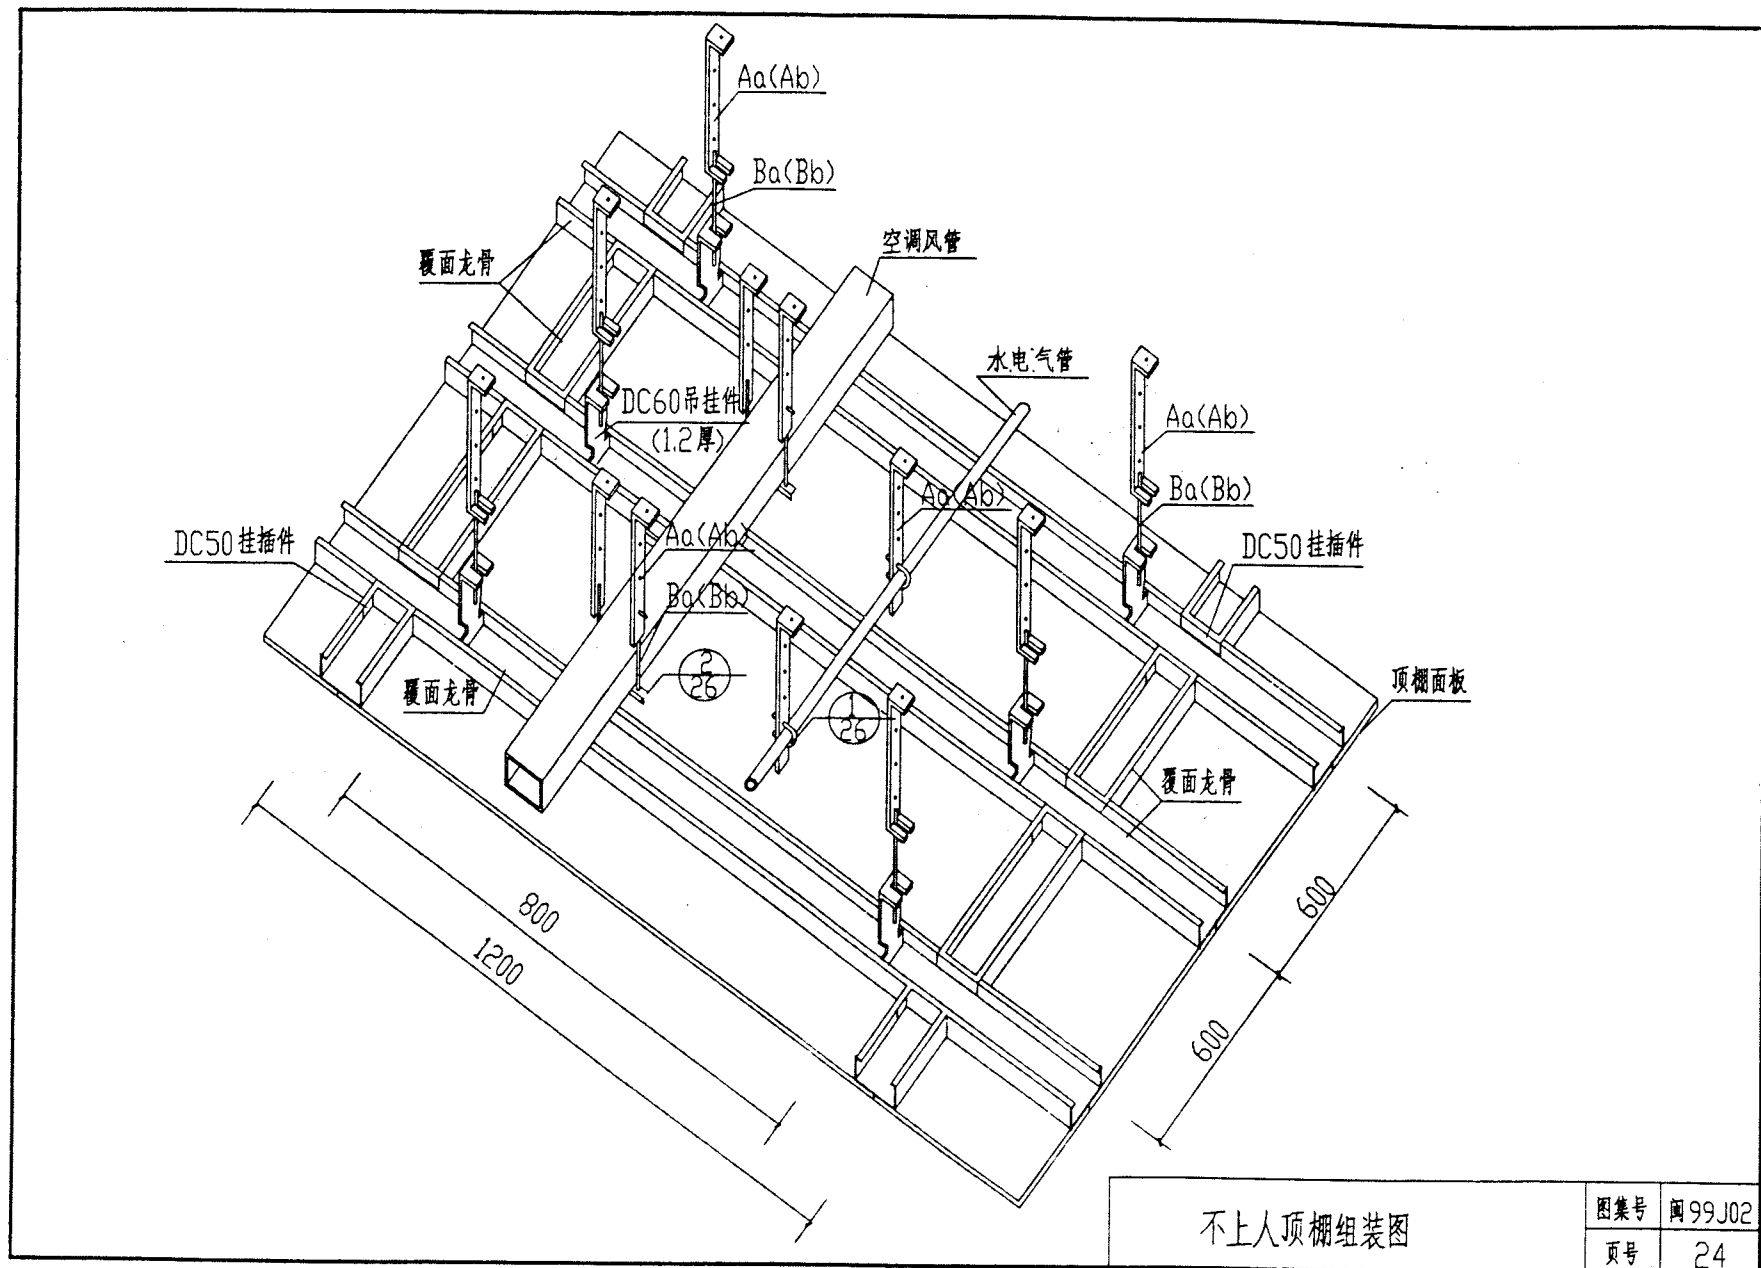 Aa(Ab)
Ba(Bb)
空调风管
覆面龙骨
水电气管
DC60吊挂件
(1.2厚)
Aa(Ab)
Ba(Bb)
Aa(Ab)
DC50挂插件
Aa(Ab)
Ba(Bb)
DC50挂插件
2
26
1
26
覆面龙骨
顶棚面板
覆面龙骨
800
1200
600
600
不上人顶棚组装图
图集号 闽99J02
页号 24